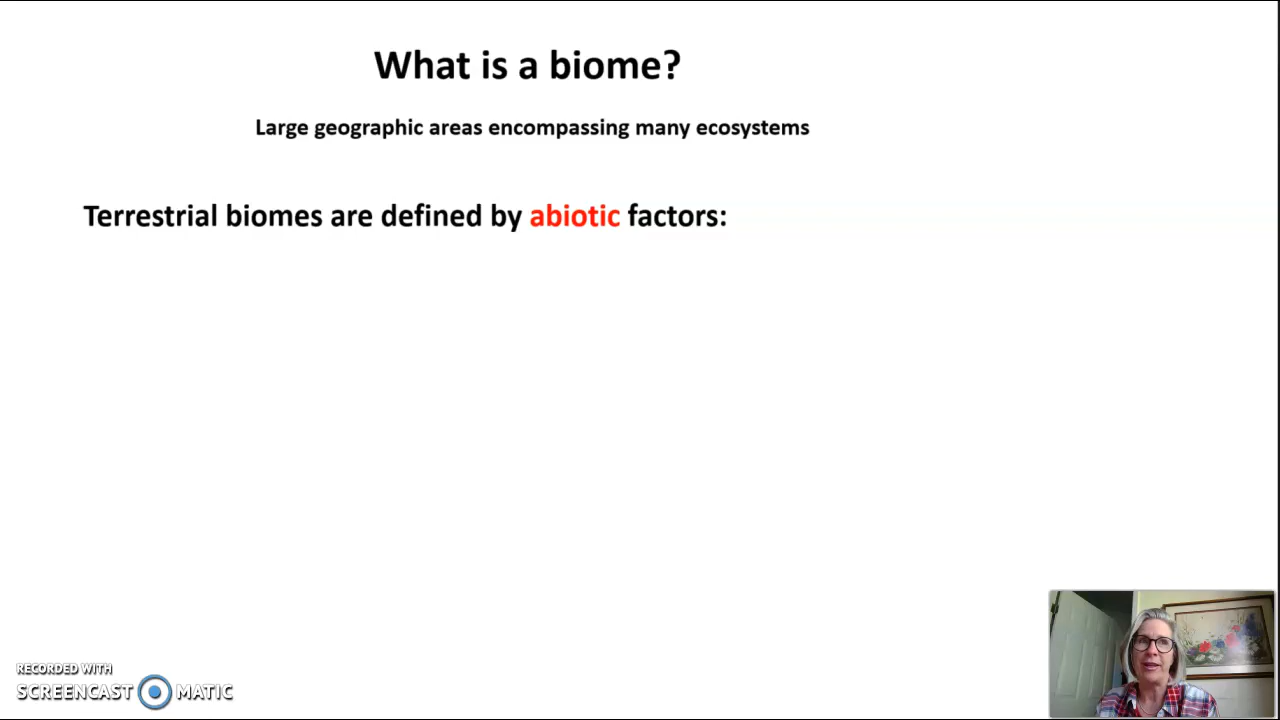 What is a biome?
Large geographic areas encompassing many ecosystems
Terrestrial biomes are defined by abiotic factors:
RECORDED WITH
SCREENCAST MATIC